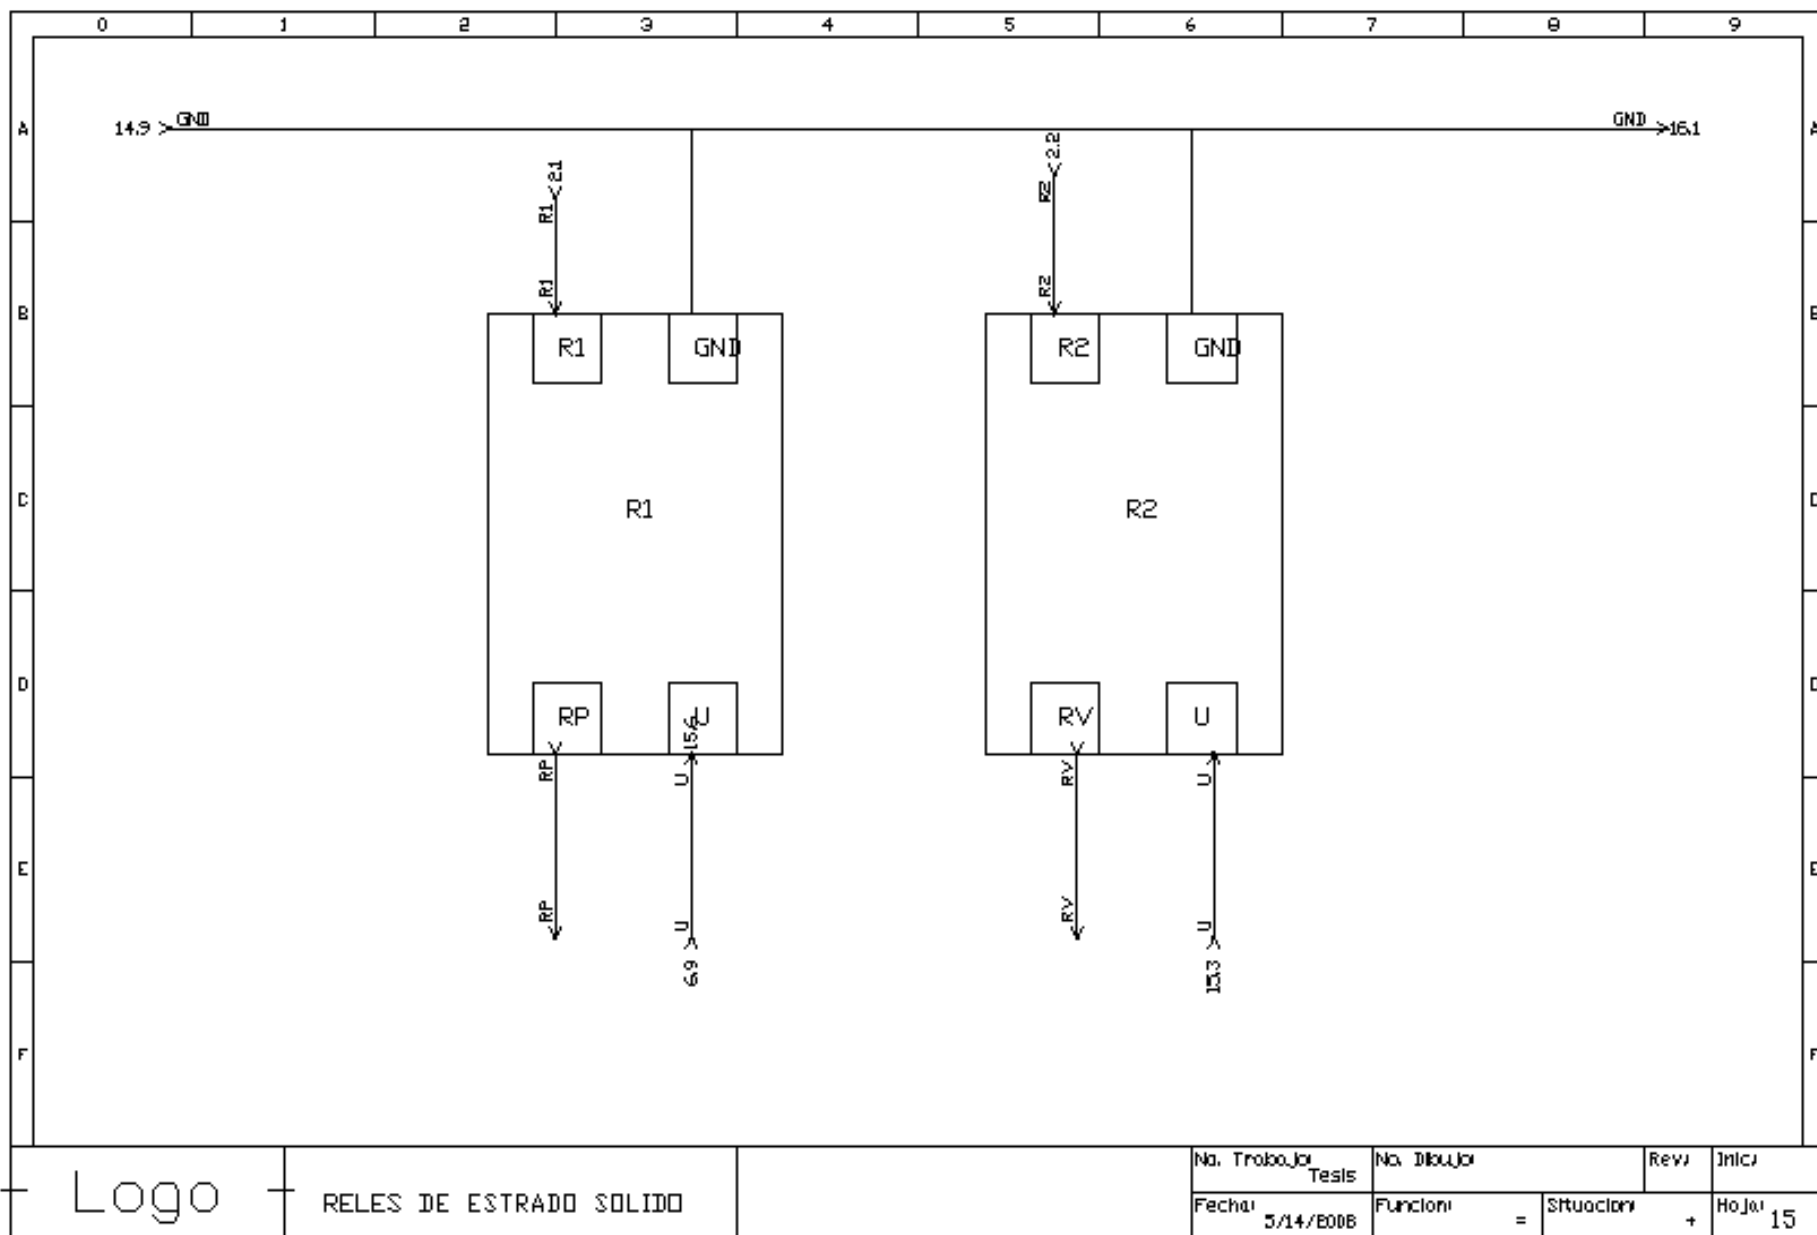 0 1 2 3 4 5 6 7 8 9
A 14.9 GND GND 16.1 A
2.1 2.2
R1 R2
R1 R2
B B
R1 GND R2 GND
C R1 R2 C
D D
RP U RV U
15.6
RP U RV U
E E
RP U RV U
6.9 15.3
F F
Logo RELES DE ESTRADO SOLIDO
No. Trabajo: No. Dibujo: Rev: Inic:
Tesis
Fecha: Funcion: Situacion: Hoja:
5/14/2008 = + 15